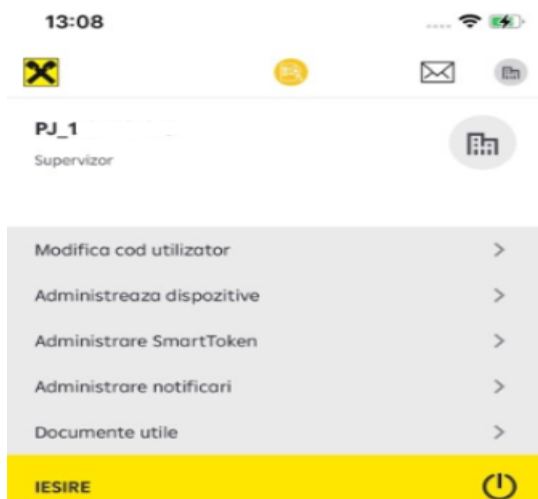 13:08
PJ_1
Supervizor
Modifica cod utilizator
Administreaza dispozitive
Administrare SmartToken
Administrare notificari
Documente utile
IESIRE